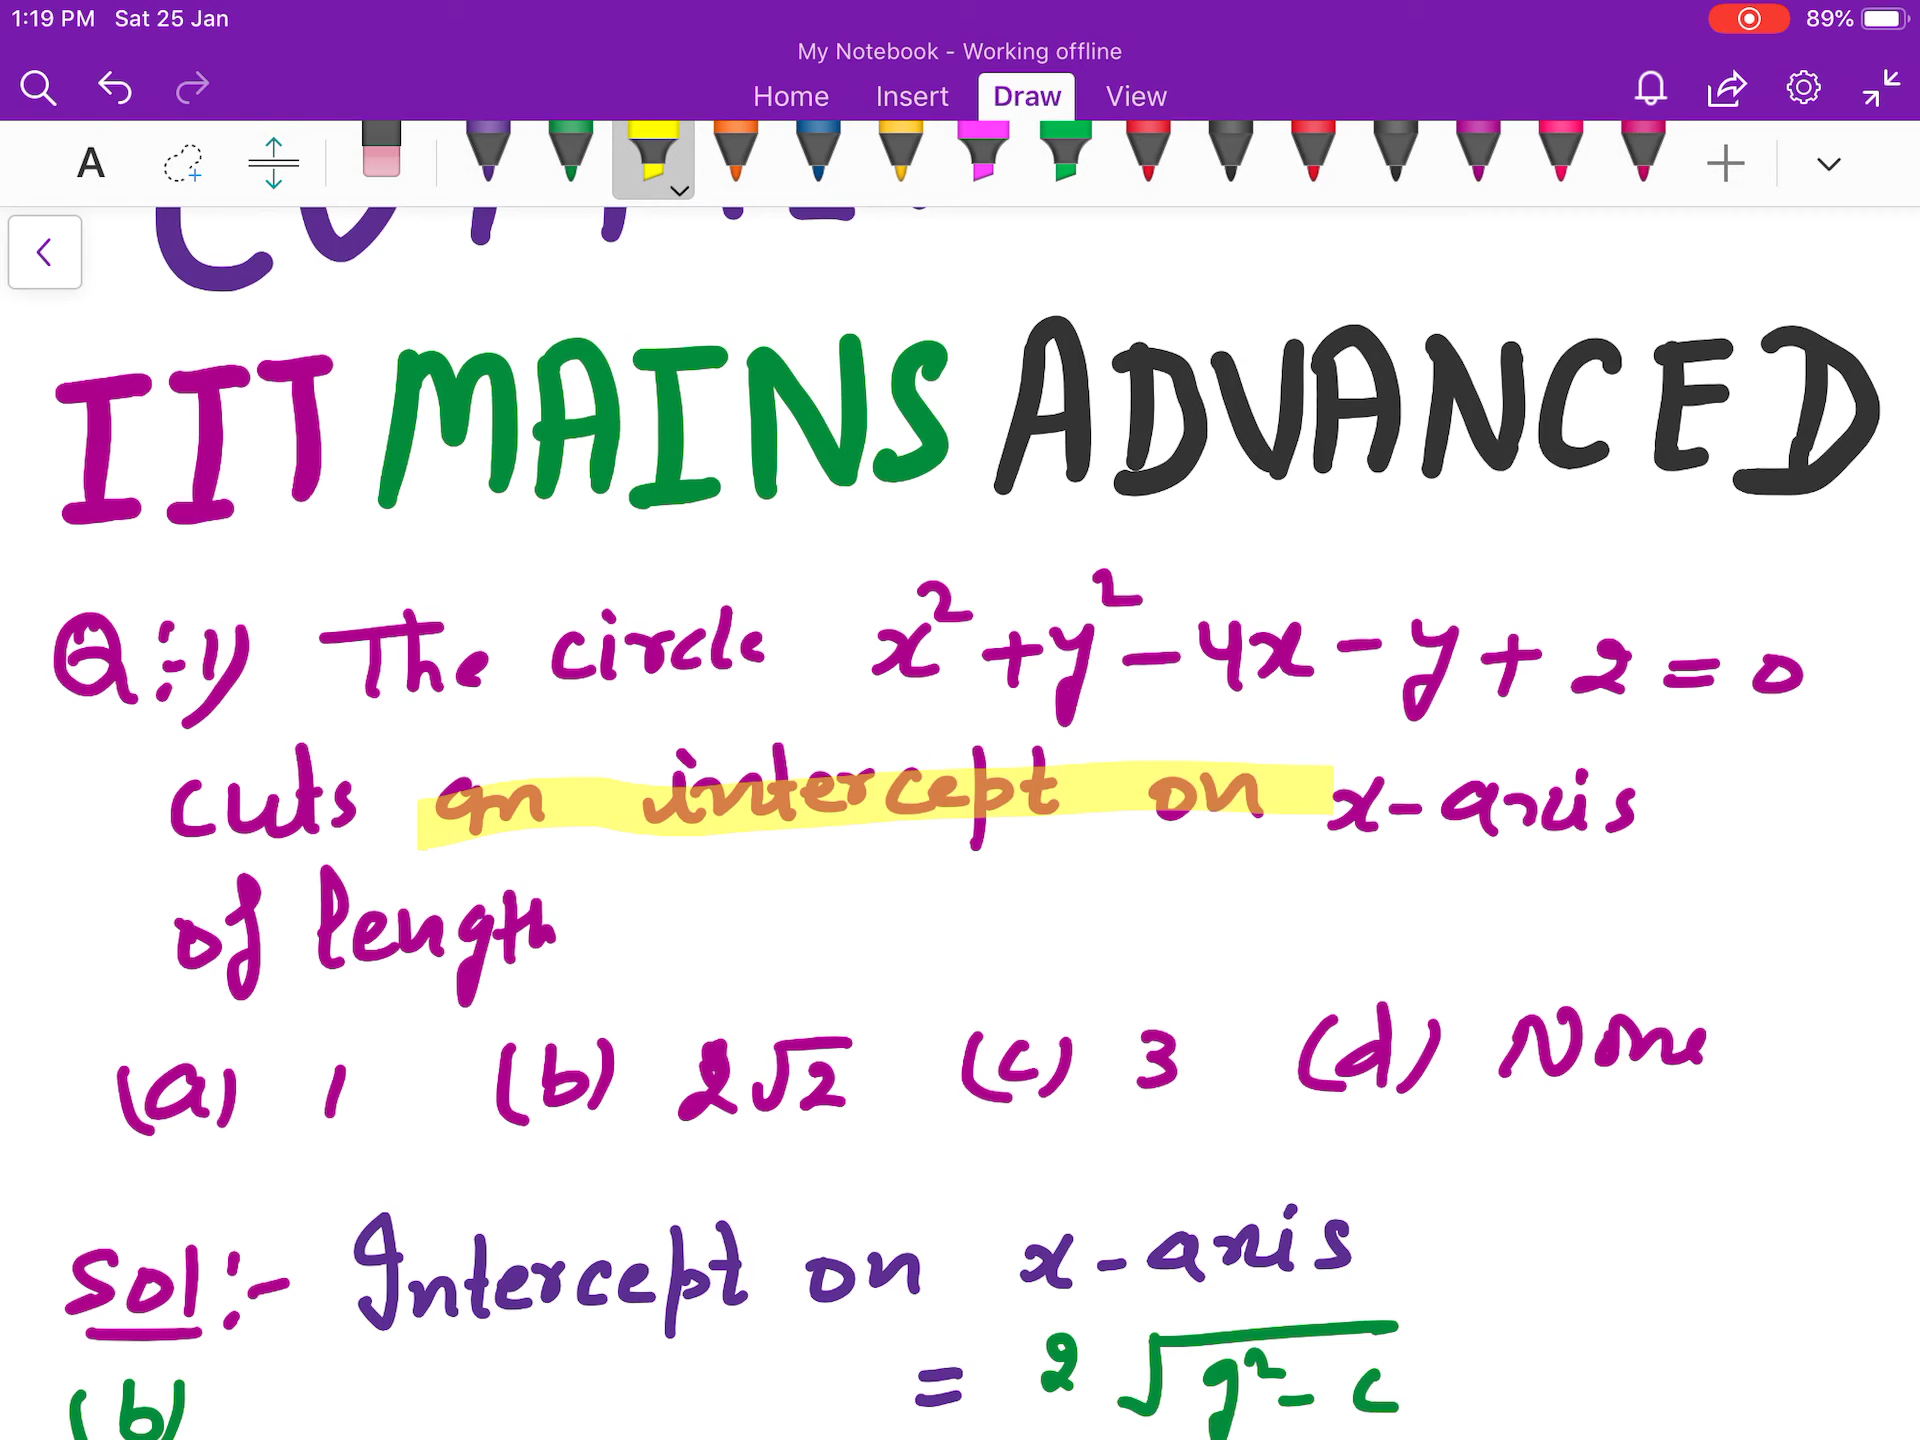 1:19 PM Sat 25 Jan
89%
My Notebook - Working offline
Home Insert Draw View
A
IIT MAINS ADVANCED
Q:-1) The circle x²+y²-4x-y+2=0
cuts an intercept on x-axis
of length
(a) 1 (b) 2√2 (c) 3 (d) None
Sol:- Intercept on x-axis
(b) = 2√g²-c